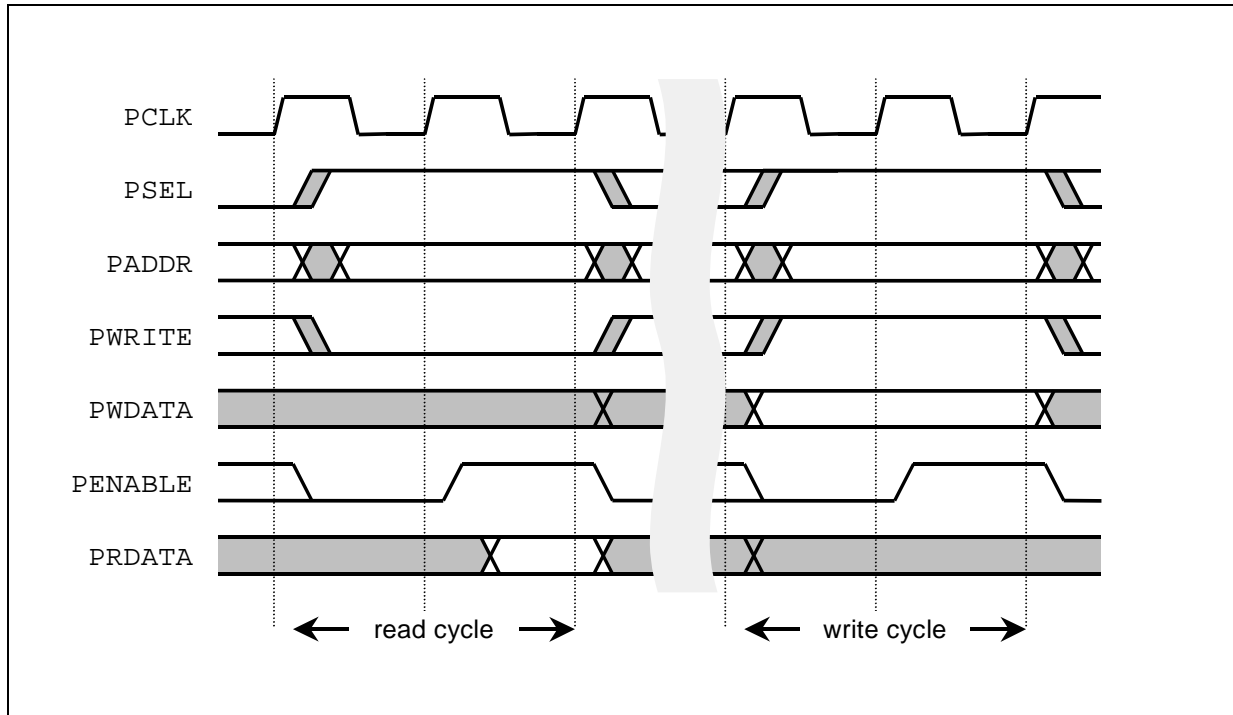 PCLK
PSEL
PADDR
PWRITE
PWDATA
PENABLE
PRDATA
read cycle
write cycle